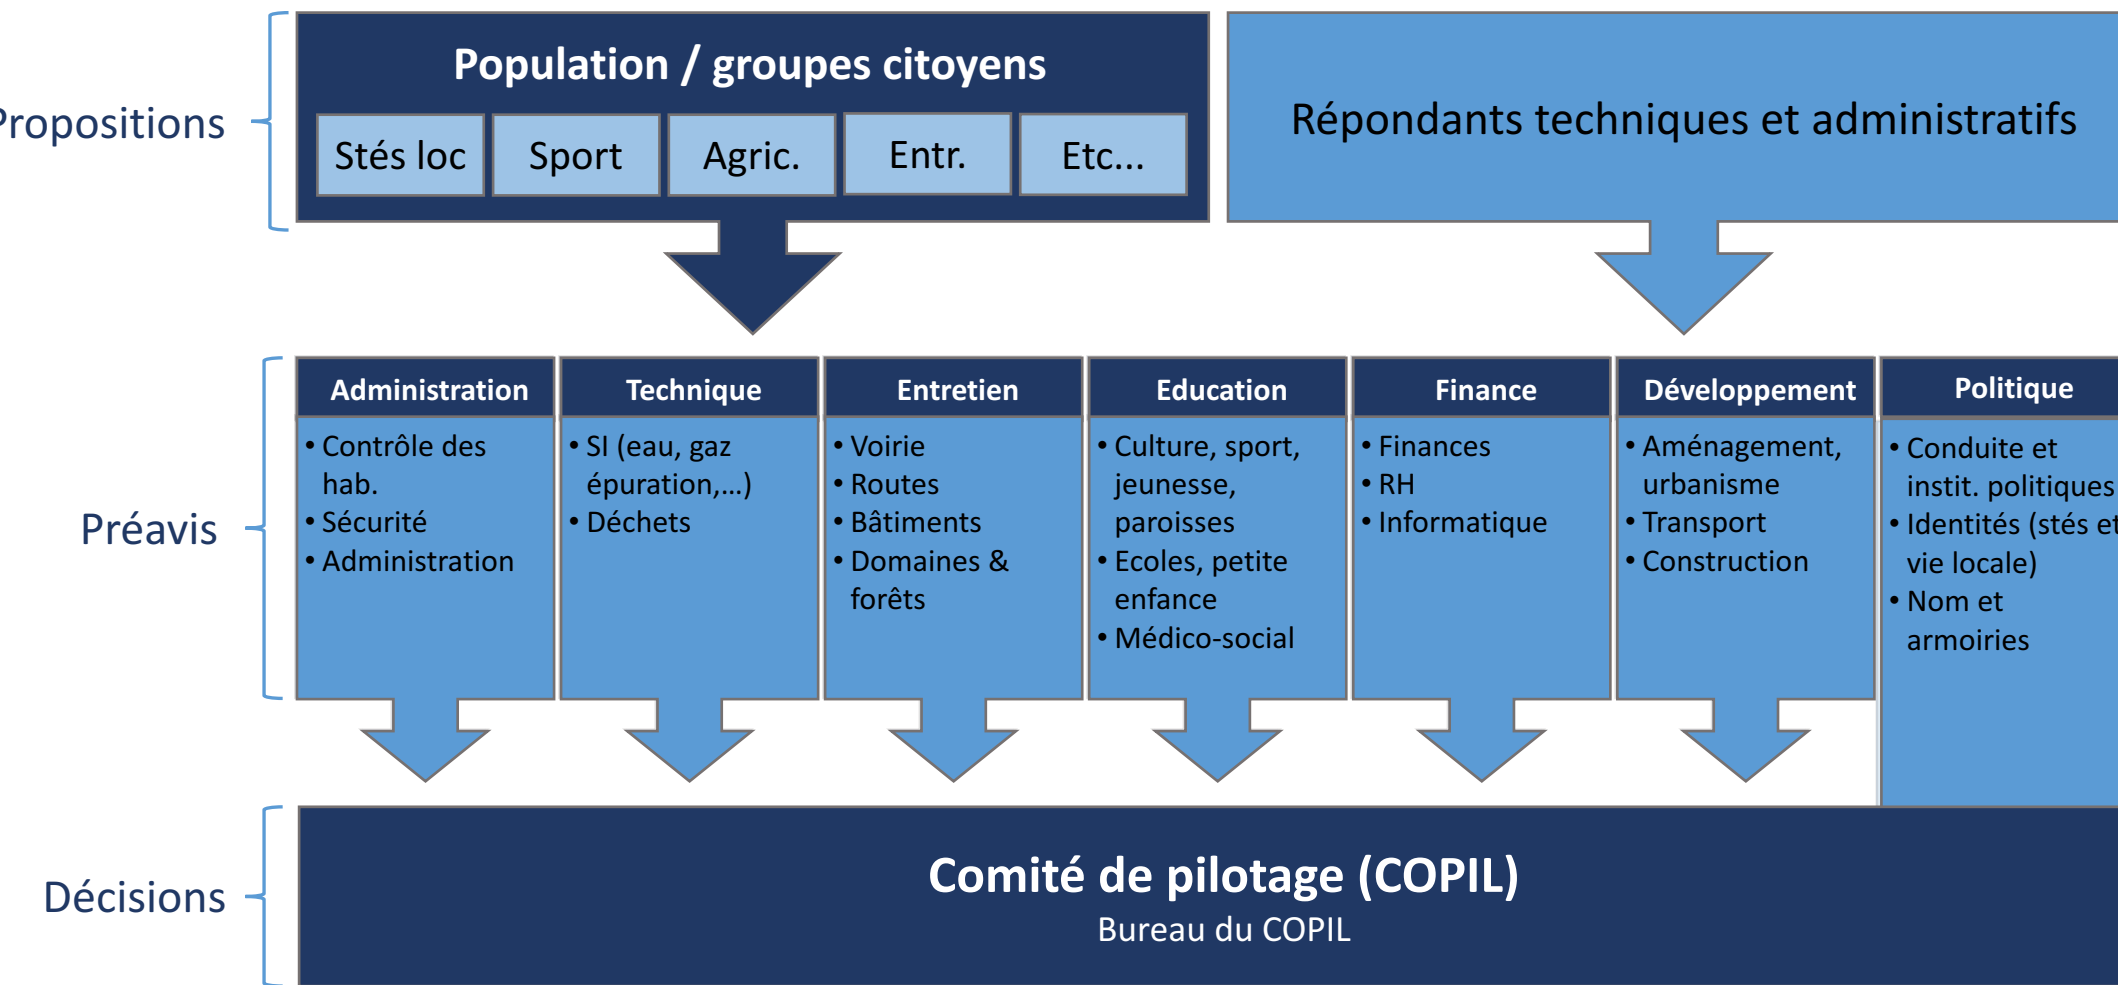 Population / groupes citoyens
Propositions
Stés loc
Sport
Agric.
Entr.
Etc...
Répondants techniques et administratifs
Préavis
Administration
• Contrôle des
hab.
• Sécurité
• Administration
Technique
• SI (eau, gaz
épuration,...)
• Déchets
Entretien
• Voirie
• Routes
• Bâtiments
• Domaines &
forêts
Education
• Culture, sport,
jeunesse,
paroisses
• Ecoles, petite
enfance
• Médico-social
Finance
• Finances
• RH
• Informatique
Développement
• Aménagement,
urbanisme
• Transport
• Construction
Politique
• Conduite et
instit. politiques
• Identités (stés et
vie locale)
• Nom et
armoiries
Décisions
Comité de pilotage (COPIL)
Bureau du COPIL